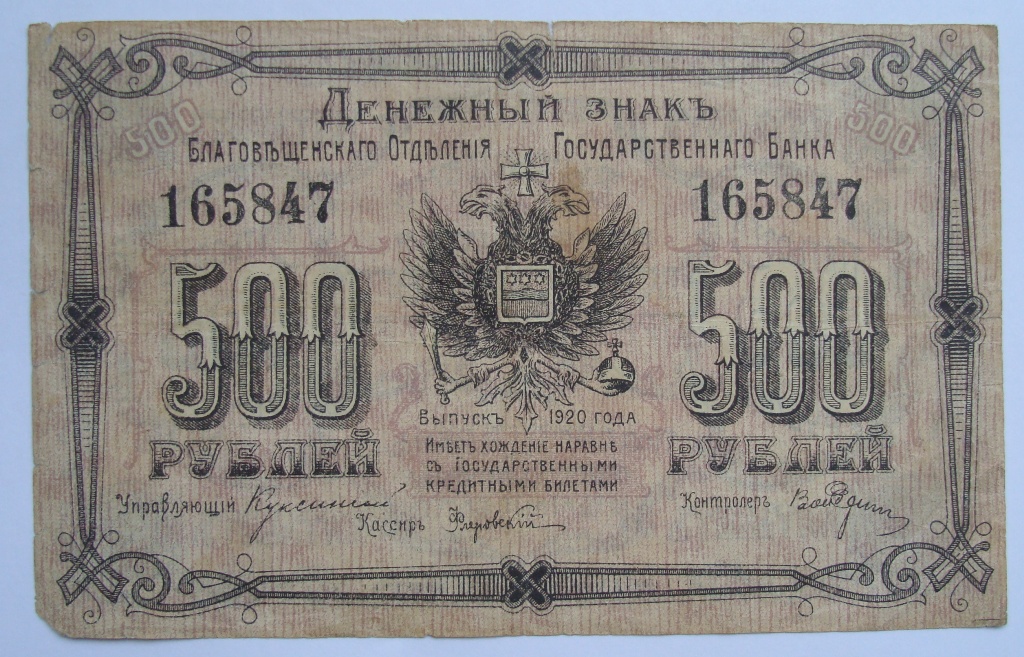 Денежный знакъ
500 500
Благовѣщенскаго Отдѣленія Государственнаго Банка
165847 165847
500 500
Выпускъ 1920 года
рублей рублей
Имѣетъ хожденіе наравнѣ
съ государственными
кредитными билетами
Управляющій Контролеръ
Кассиръ